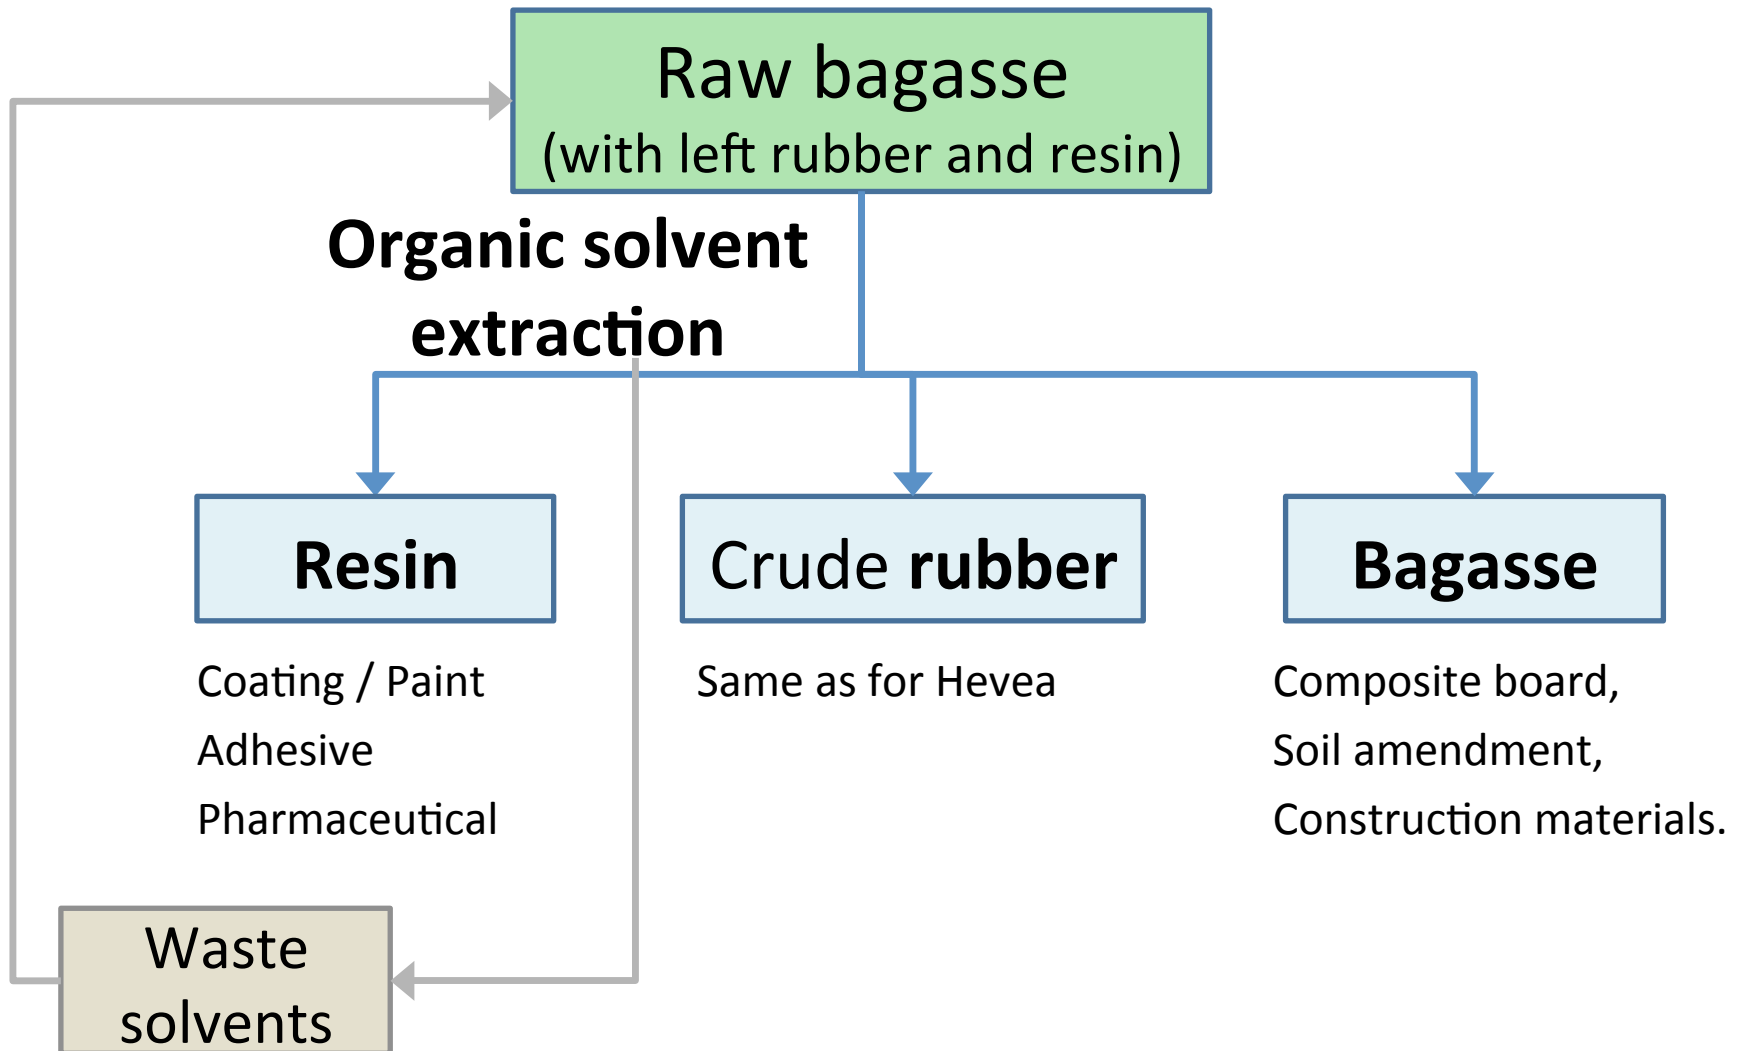 Raw bagasse
(with left rubber and resin)
Organic solvent
extraction
Resin
Crude rubber
Bagasse
Coating / Paint
Adhesive
Pharmaceutical
Same as for Hevea
Composite board,
Soil amendment,
Construction materials.
Waste
solvents